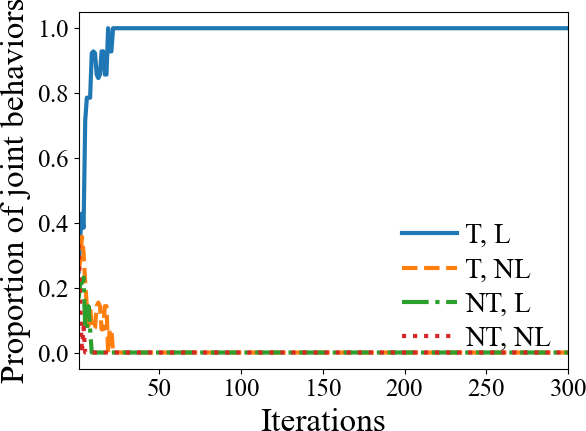 Proportion of joint behaviors
1.0
0.8
0.6
0.4
0.2
0.0
T, L
T, NL
NT, L
NT, NL
50 100 150 200 250 300
Iterations